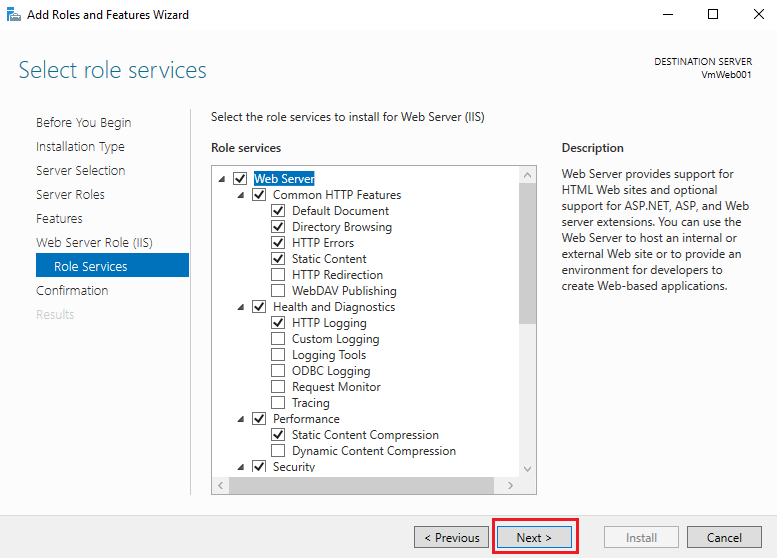 Add Roles and Features Wizard
Select role services
DESTINATION SERVER
VmWeb001
Before You Begin
Installation Type
Server Selection
Server Roles
Features
Web Server Role (IIS)
Role Services
Confirmation
Results
Select the role services to install for Web Server (IIS)
Role services
Web Server
Common HTTP Features
Default Document
Directory Browsing
HTTP Errors
Static Content
HTTP Redirection
WebDAV Publishing
Health and Diagnostics
HTTP Logging
Custom Logging
Logging Tools
ODBC Logging
Request Monitor
Tracing
Performance
Static Content Compression
Dynamic Content Compression
Security
Description
Web Server provides support for
HTML Web sites and optional
support for ASP.NET, ASP, and Web
server extensions. You can use the
Web Server to host an internal or
external Web site or to provide an
environment for developers to
create Web-based applications.
< Previous
Next >
Install
Cancel